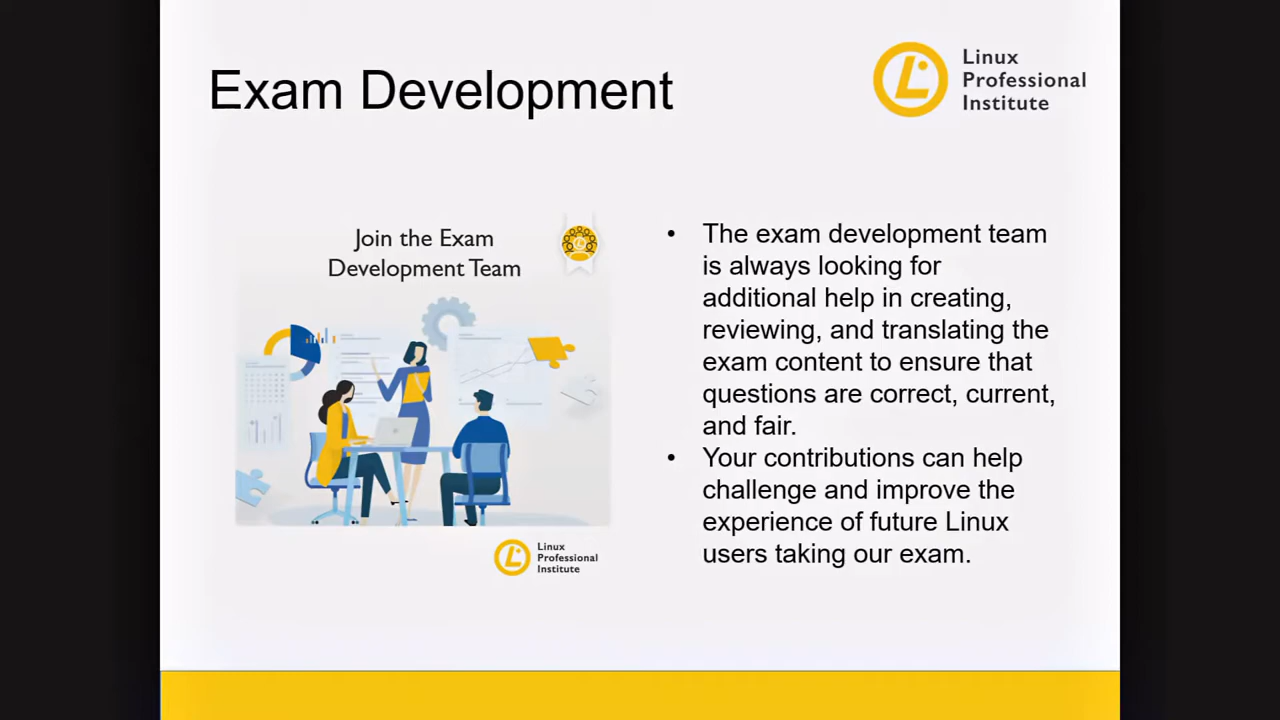 Exam Development
Linux
Professional
Institute
Join the Exam
Development Team
Linux
Professional
Institute
• The exam development team
is always looking for
additional help in creating,
reviewing, and translating the
exam content to ensure that
questions are correct, current,
and fair.
• Your contributions can help
challenge and improve the
experience of future Linux
users taking our exam.